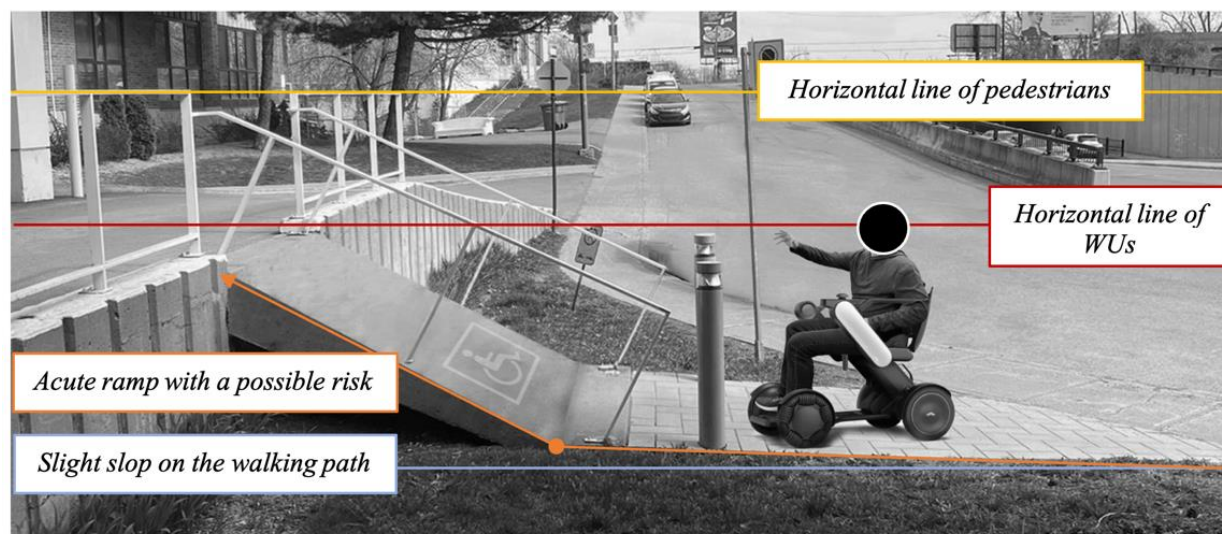 Horizontal line of pedestrians
Horizontal line of
WUs
Acute ramp with a possible risk
Slight slop on the walking path